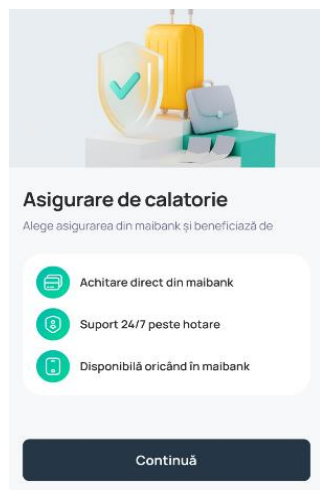 Asigurare de calatorie
Alege asigurarea din maibank și beneficiază de
Achitare direct din maibank
Suport 24/7 peste hotare
Disponibilă oricând în maibank
Continuă